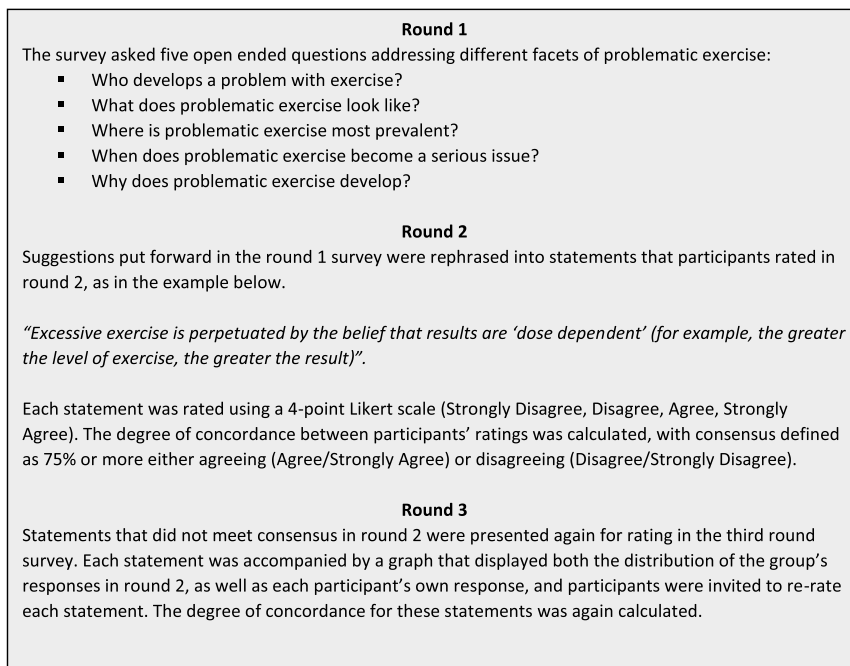 Round 1
The survey asked five open ended questions addressing different facets of problematic exercise:
▪ Who develops a problem with exercise?
▪ What does problematic exercise look like?
▪ Where is problematic exercise most prevalent?
▪ When does problematic exercise become a serious issue?
▪ Why does problematic exercise develop?
Round 2
Suggestions put forward in the round 1 survey were rephrased into statements that participants rated in
round 2, as in the example below.
“Excessive exercise is perpetuated by the belief that results are ‘dose dependent’ (for example, the greater
the level of exercise, the greater the result)”.
Each statement was rated using a 4-point Likert scale (Strongly Disagree, Disagree, Agree, Strongly
Agree). The degree of concordance between participants’ ratings was calculated, with consensus defined
as 75% or more either agreeing (Agree/Strongly Agree) or disagreeing (Disagree/Strongly Disagree).
Round 3
Statements that did not meet consensus in round 2 were presented again for rating in the third round
survey. Each statement was accompanied by a graph that displayed both the distribution of the group’s
responses in round 2, as well as each participant’s own response, and participants were invited to re-rate
each statement. The degree of concordance for these statements was again calculated.